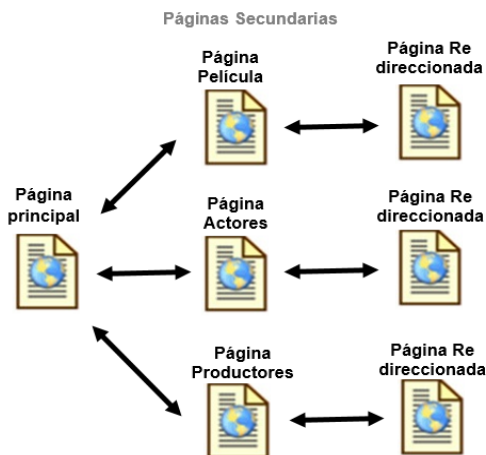 Páginas Secundarias
Página
Película
Página Re
direccionada
Página
principal
Página
Actores
Página Re
direccionada
Página
Productores
Página Re
direccionada